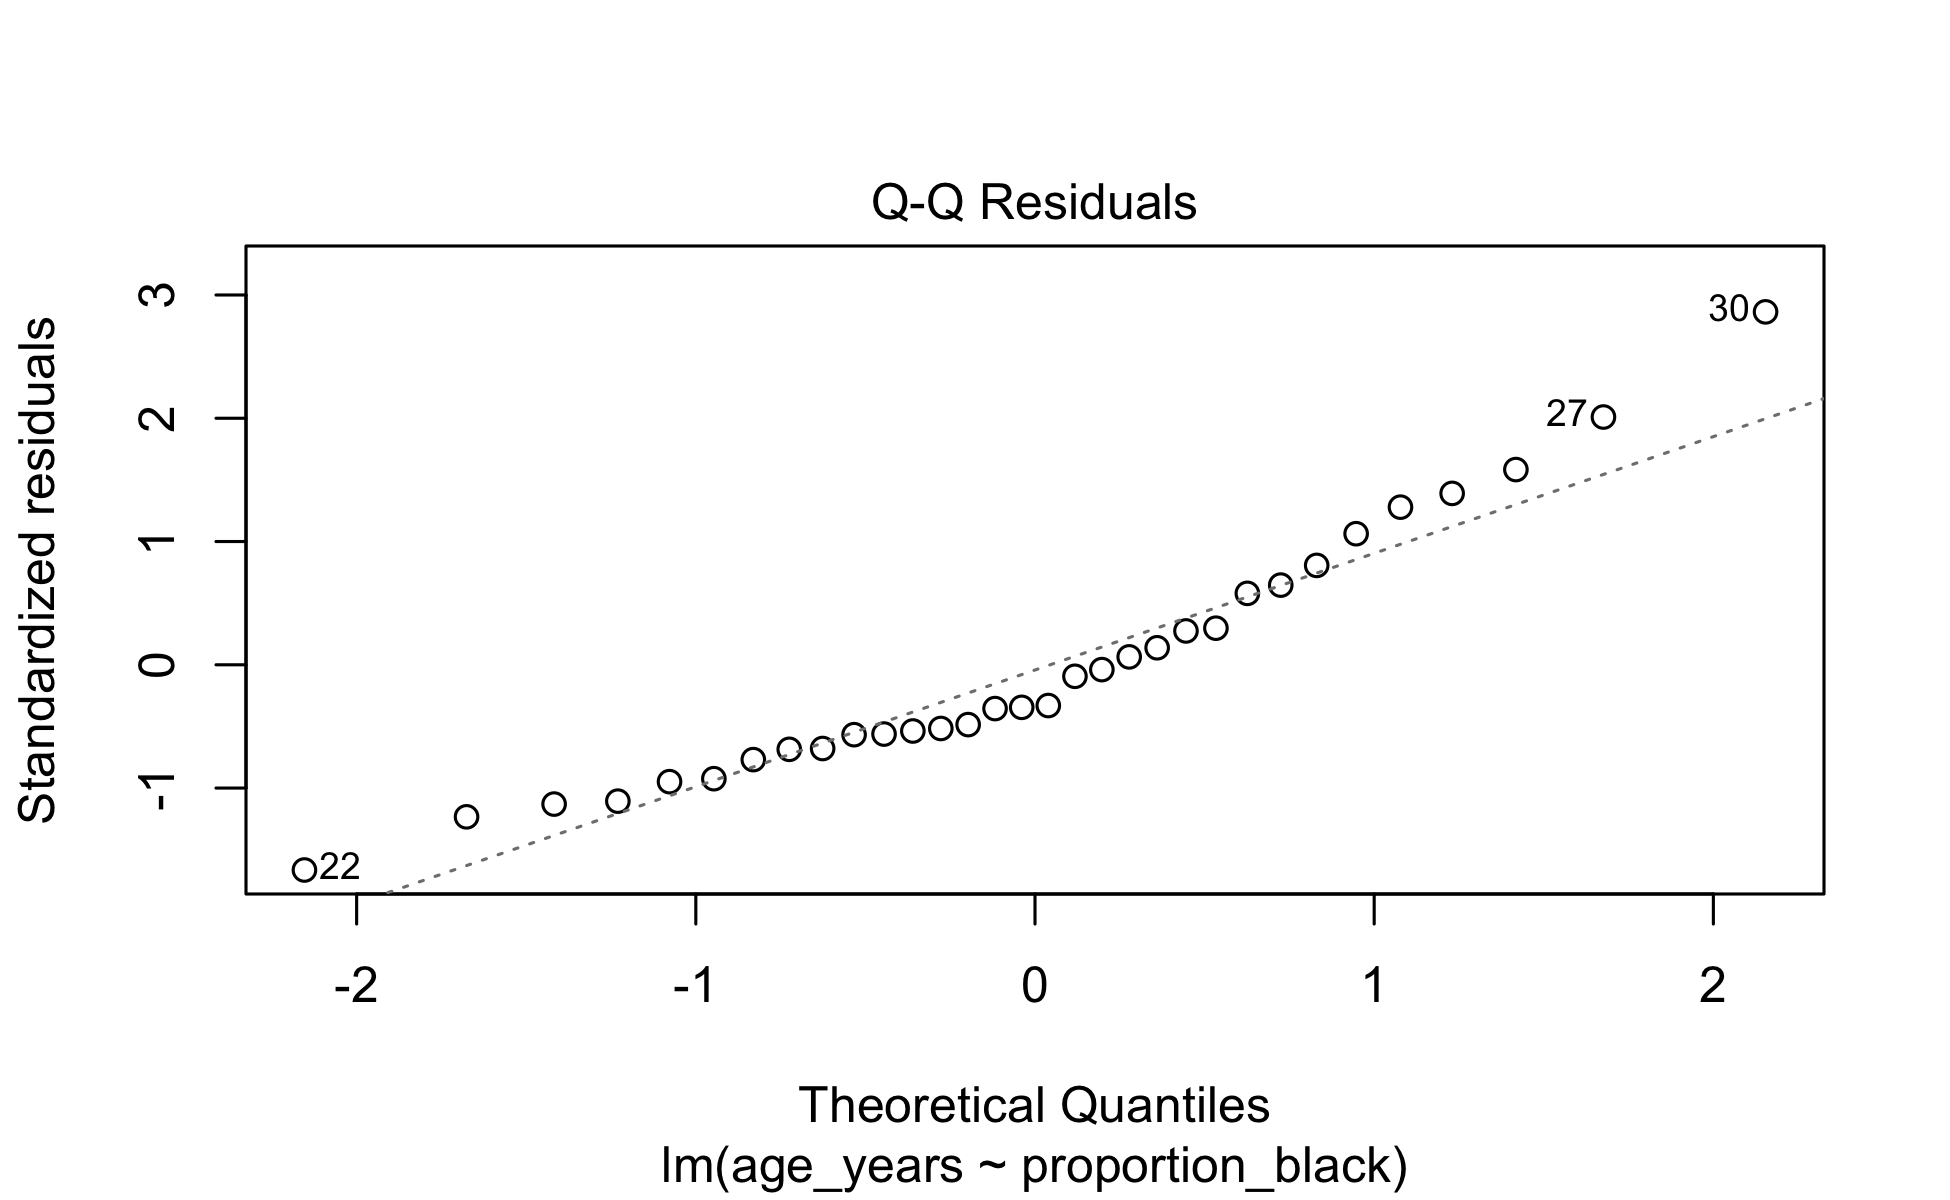 Q-Q Residuals
Standardized residuals
3
2
1
0
-1
30
27
22
-2 -1 0 1 2
Theoretical Quantiles
lm(age_years ~ proportion_black)